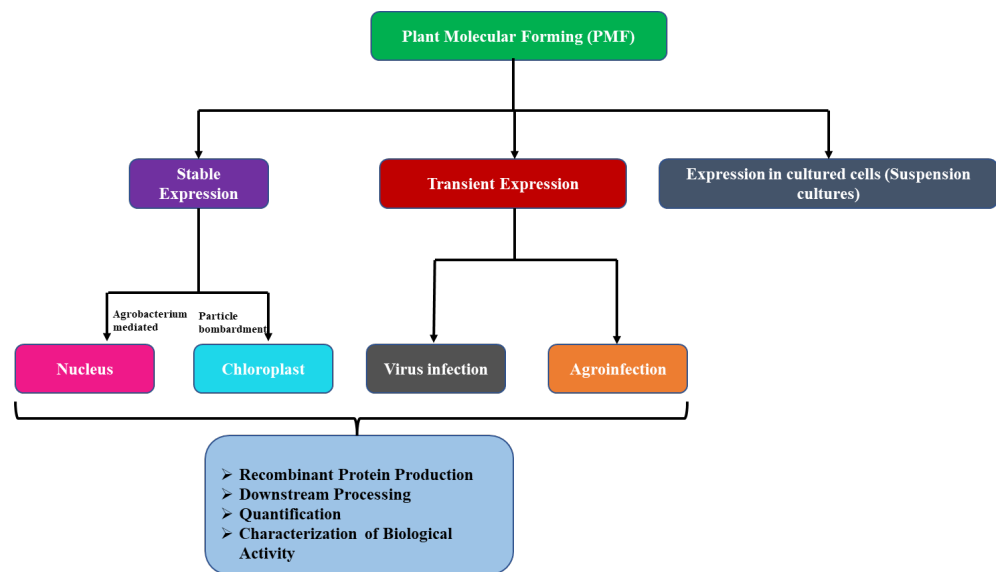 Plant Molecular Forming (PMF)
Stable
Expression
Transient Expression
Expression in cultured cells (Suspension
cultures)
Agrobacterium
mediated
Particle
bombardment
Nucleus
Chloroplast
Virus infection
Agroinfection
➢ Recombinant Protein Production
➢ Downstream Processing
➢ Quantification
➢ Characterization of Biological
Activity